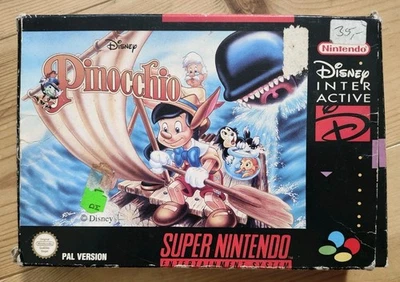 39,-
Nintendo
Disney
Pinocchio
Disney
INTER
ACTIVE
D
© Disney
PAL VERSION
SUPER NINTENDO
ENTERTAINMENT SYSTEM